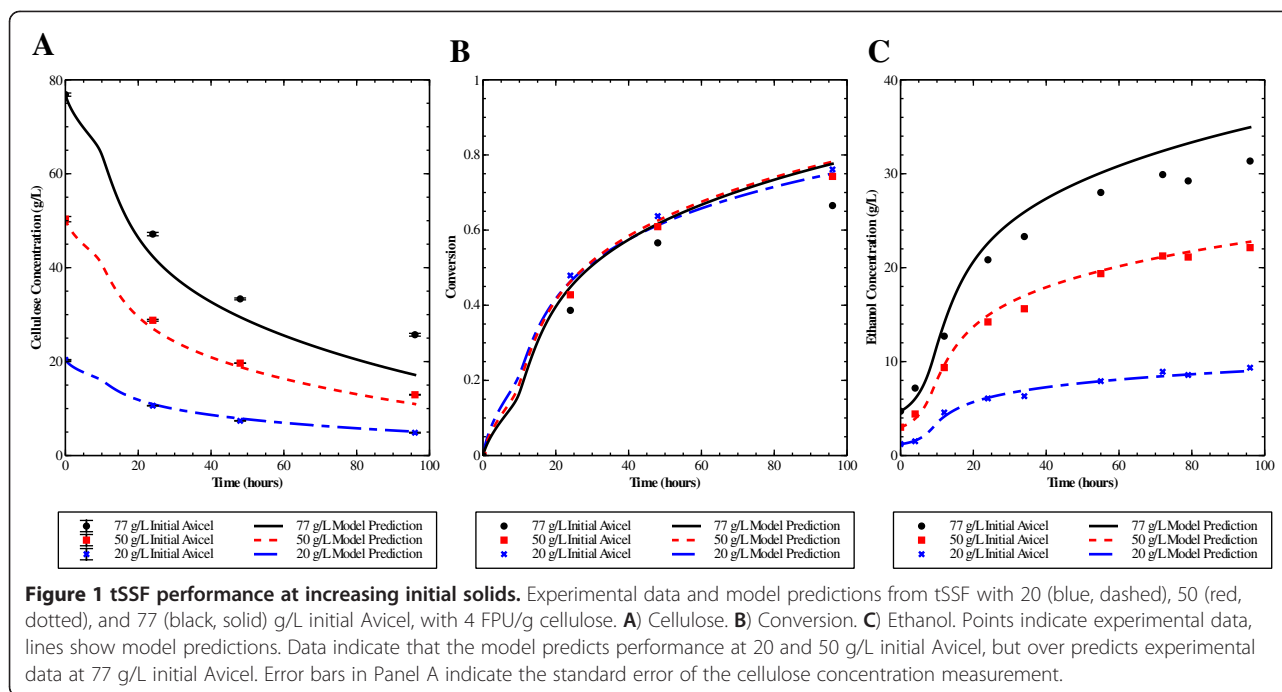 A
B
C
80
60
40
20
0
Cellulose Concentration (g/L)
0 20 40 60 80 100
Time (hours)
1
0.8
0.6
0.4
0.2
0
Conversion
0 20 40 60 80 100
Time (hours)
40
30
20
10
0
Ethanol Concentration (g/L)
0 20 40 60 80 100
Time (hours)
77 g/L Initial Avicel 77 g/L Model Prediction
50 g/L Initial Avicel 50 g/L Model Prediction
20 g/L Initial Avicel 20 g/L Model Prediction
77 g/L Initial Avicel 77 g/L Model Prediction
50 g/L Initial Avicel 50 g/L Model Prediction
20 g/L Initial Avicel 20 g/L Model Prediction
77 g/L Initial Avicel 77 g/L Model Prediction
50 g/L Initial Avicel 50 g/L Model Prediction
20 g/L Initial Avicel 20 g/L Model Prediction
Figure 1 tSSF performance at increasing initial solids. Experimental data and model predictions from tSSF with 20 (blue, dashed), 50 (red,
dotted), and 77 (black, solid) g/L initial Avicel, with 4 FPU/g cellulose. A) Cellulose. B) Conversion. C) Ethanol. Points indicate experimental data,
lines show model predictions. Data indicate that the model predicts performance at 20 and 50 g/L initial Avicel, but over predicts experimental
data at 77 g/L initial Avicel. Error bars in Panel A indicate the standard error of the cellulose concentration measurement.